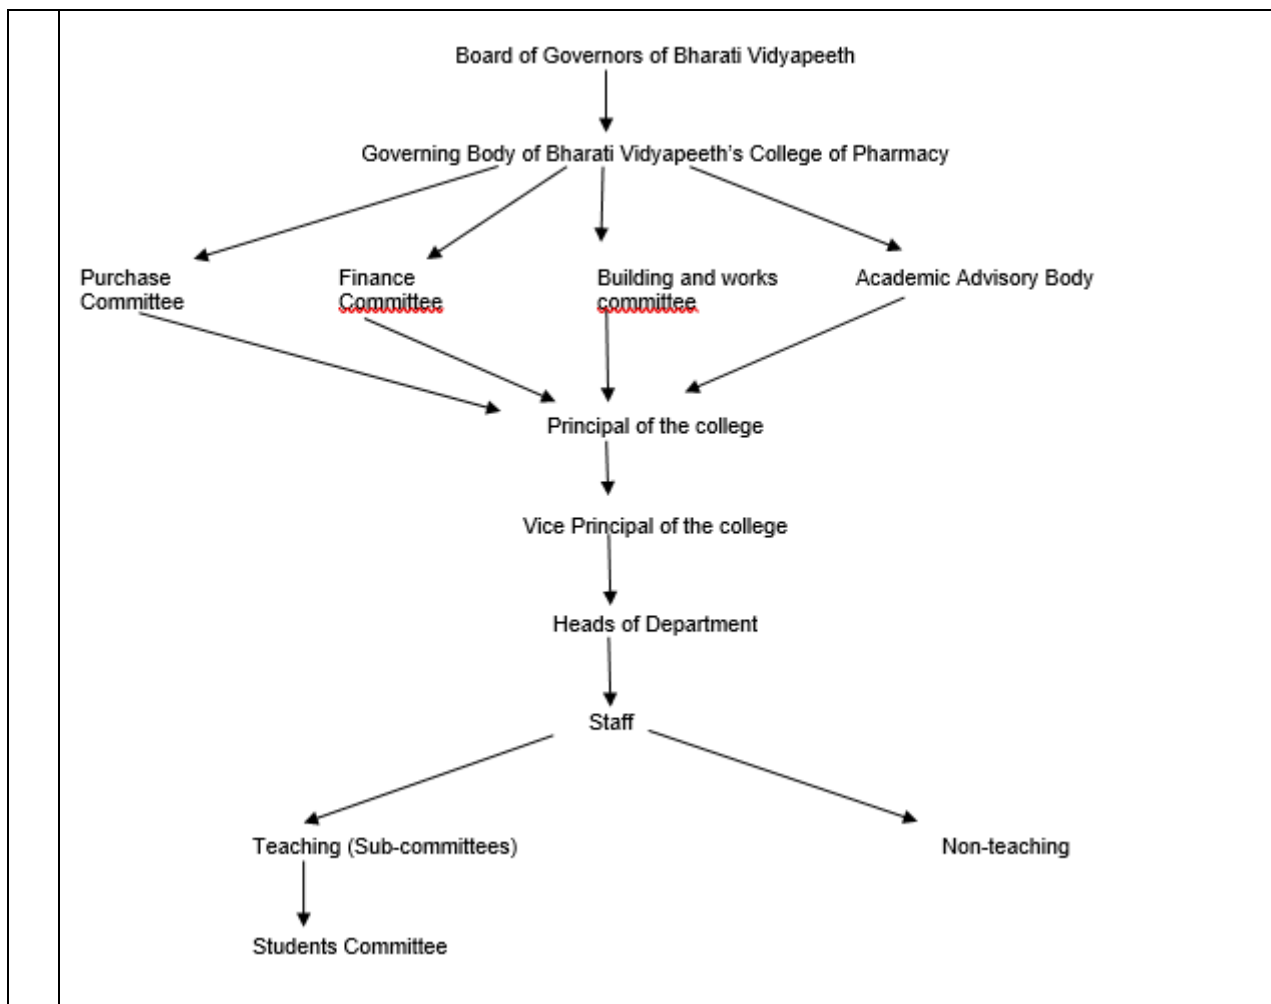 Board of Governors of Bharati Vidyapeeth
Governing Body of Bharati Vidyapeeth's College of Pharmacy
Purchase
Committee
Finance
Committee
Building and works
committee
Academic Advisory Body
Principal of the college
Vice Principal of the college
Heads of Department
Staff
Teaching (Sub-committees)
Non-teaching
Students Committee